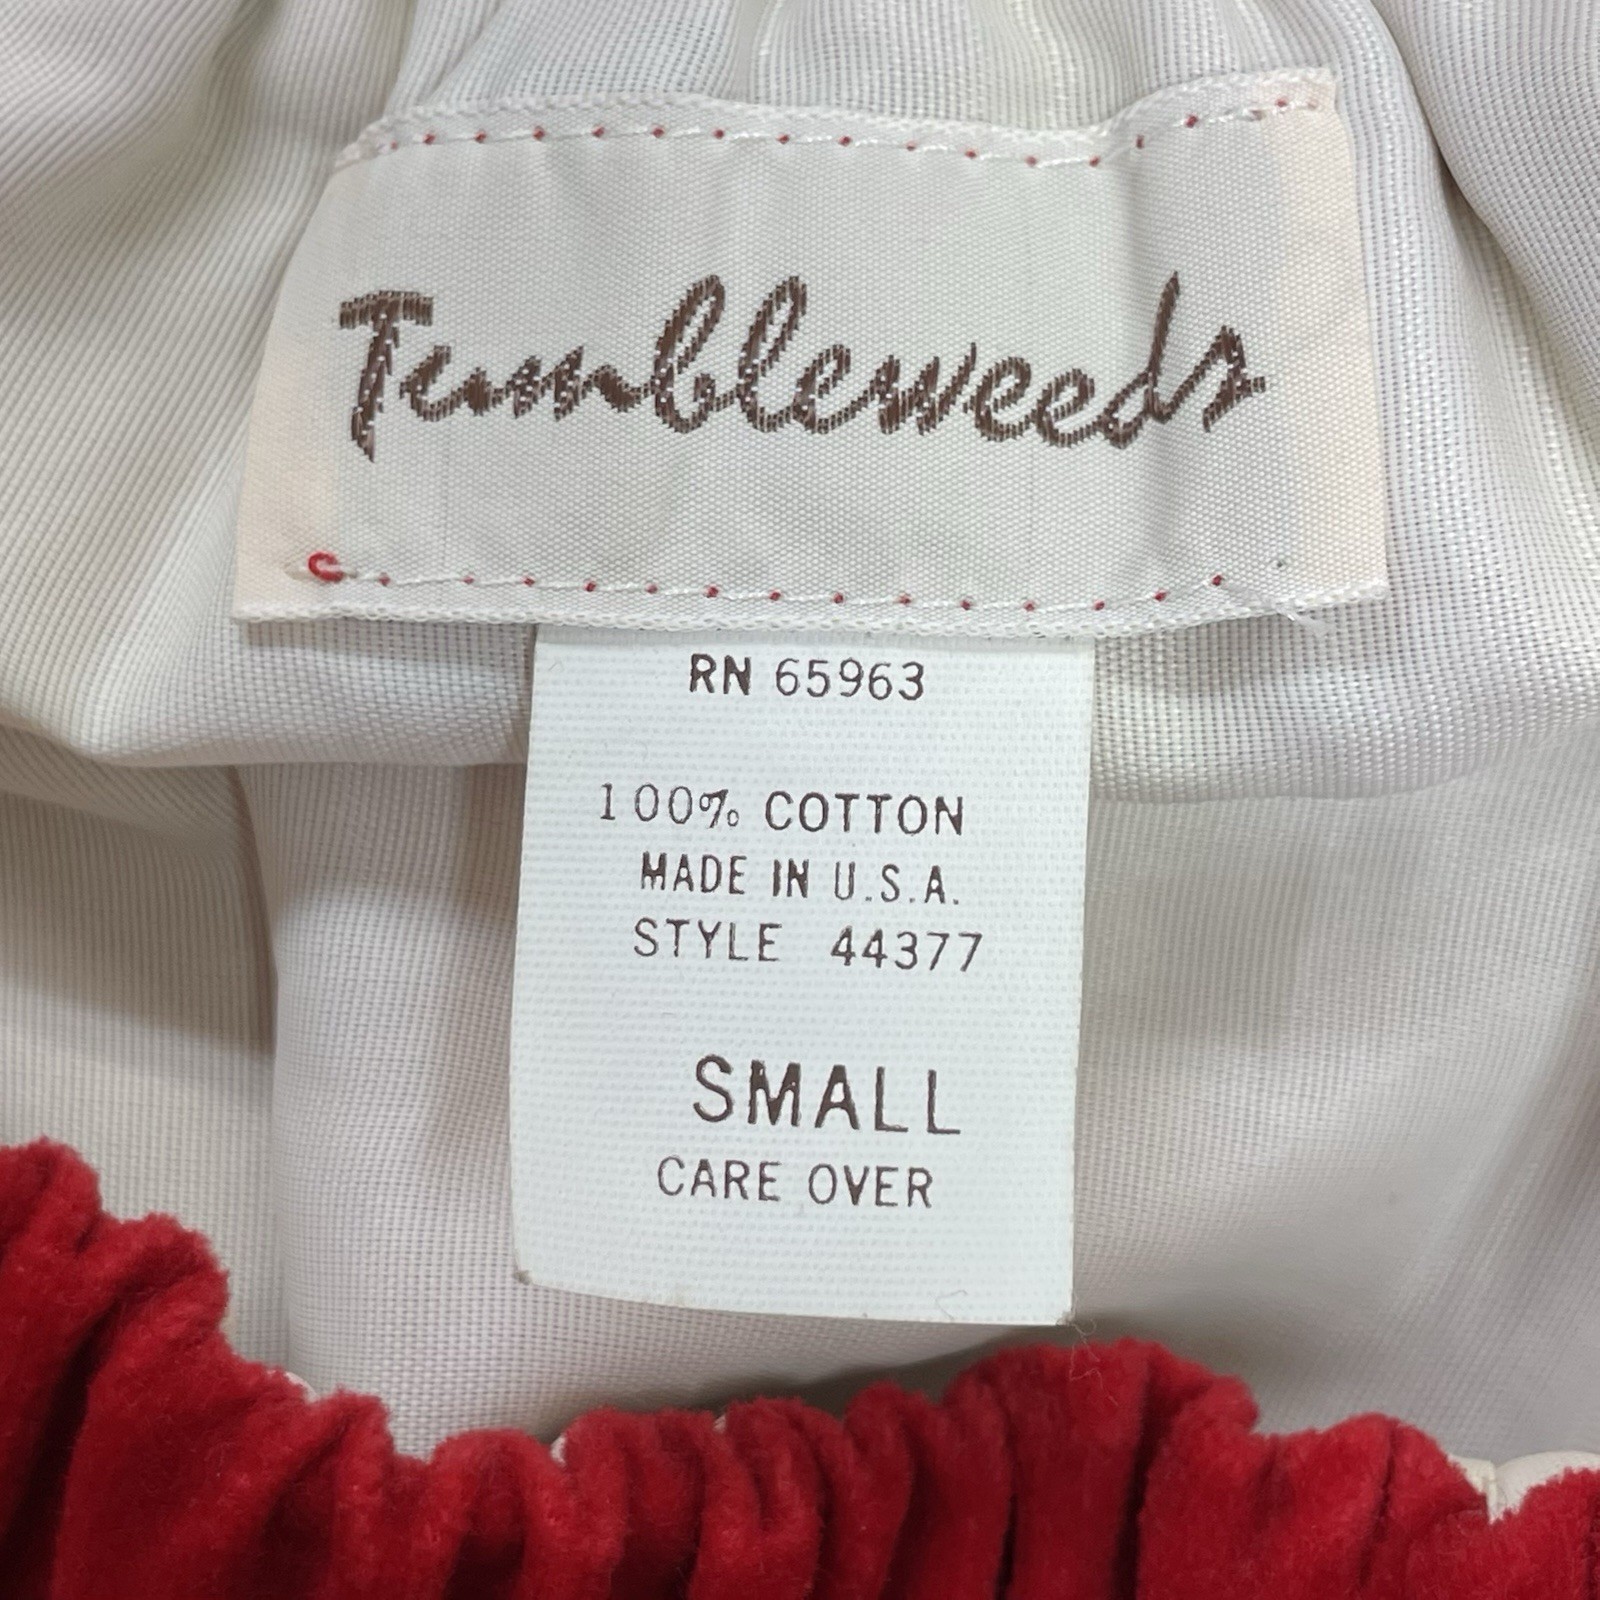 Tumbleweeds
RN 65963
100% COTTON
MADE IN U.S.A.
STYLE 44377
SMALL
CARE OVER